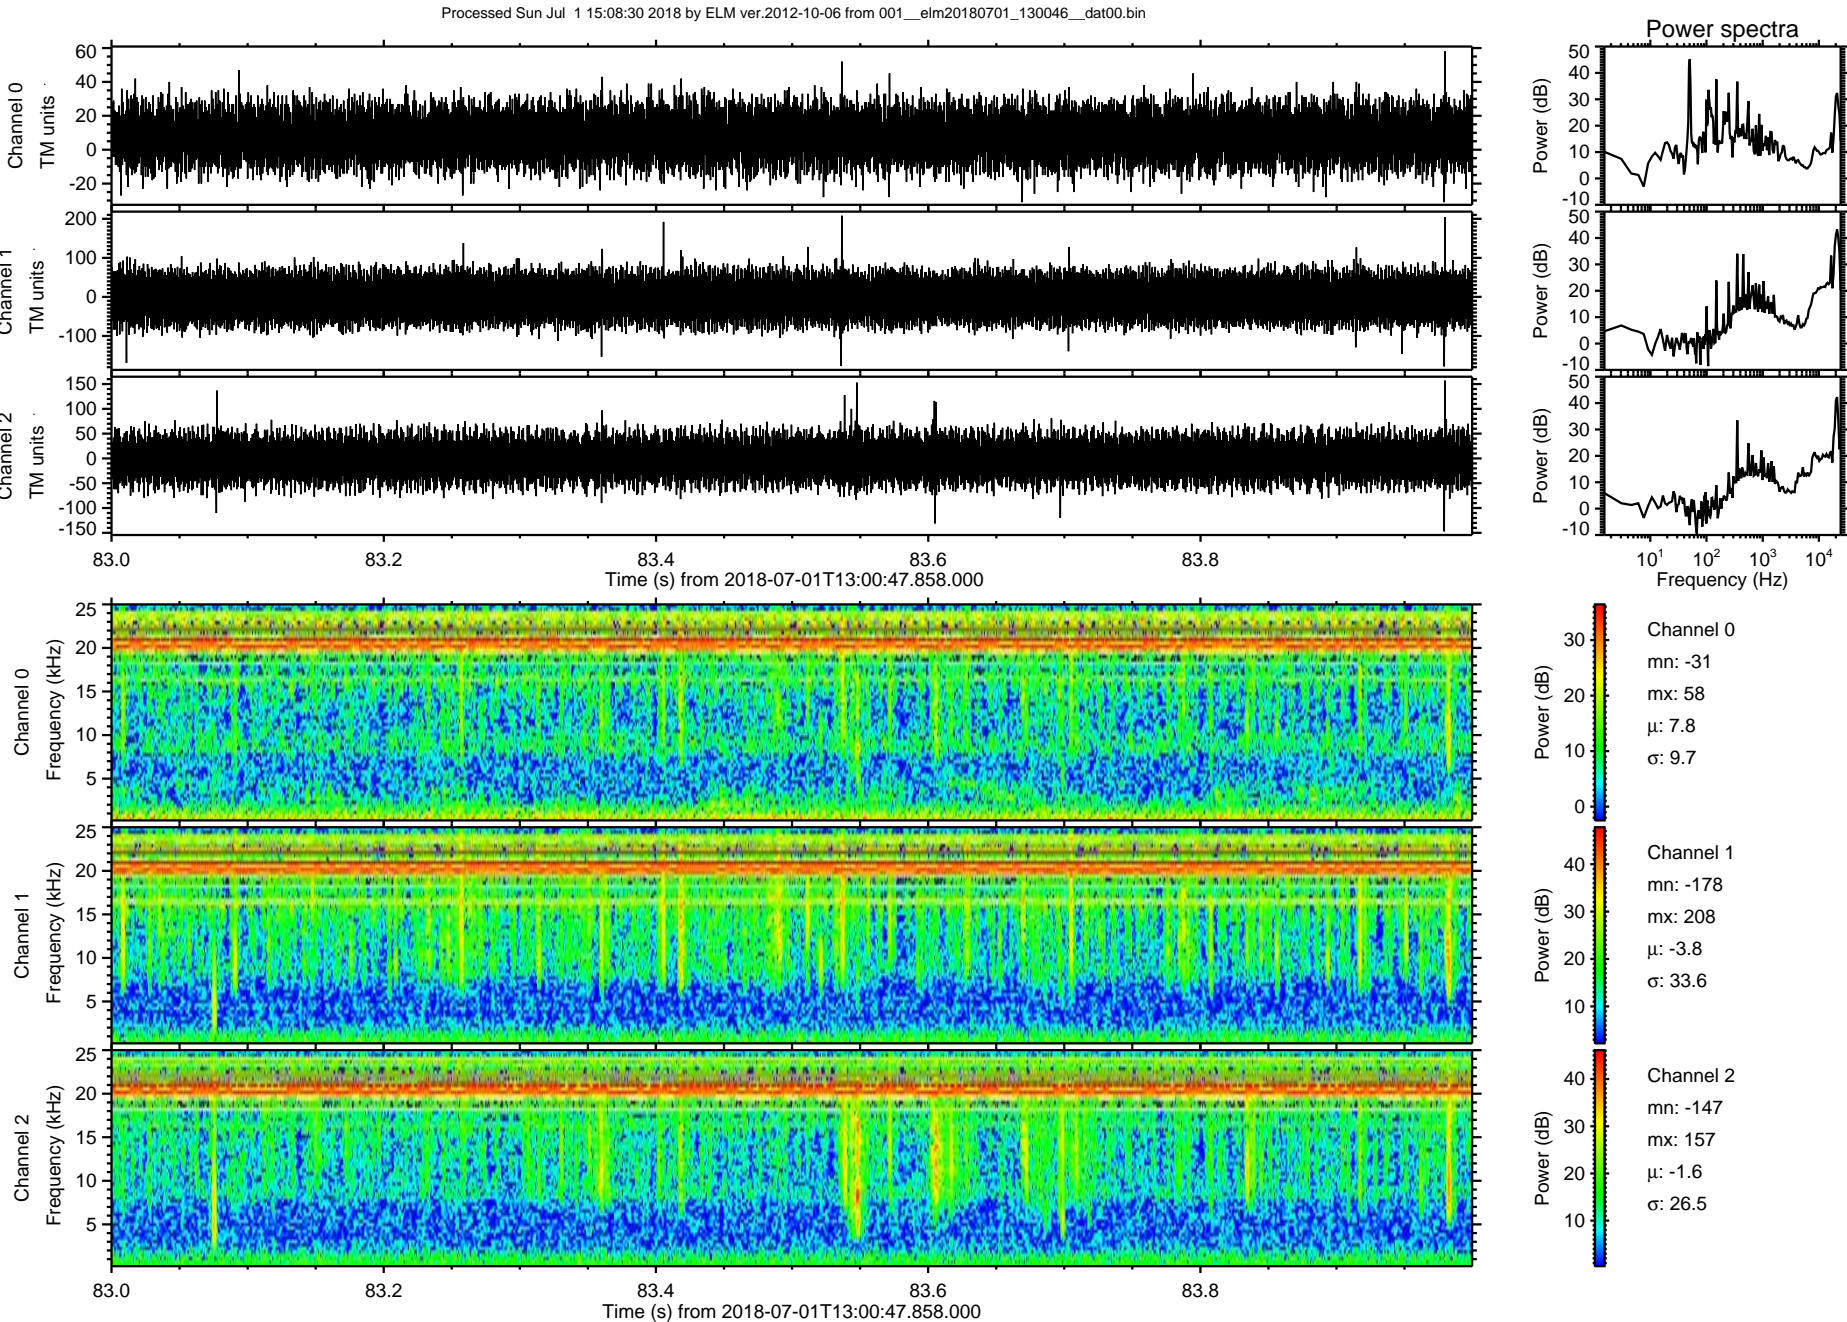 Processed Sun Jul  1 15:08:30 2018 by ELM ver.2012-10-06 from 001__elm20180701_130046__dat00.bin
Power spectra
Channel 0
TM units
60
40
20
0
-20
Power (dB)
50
40
30
20
10
0
-10
Channel 1
TM units
200
100
0
-100
Power (dB)
50
40
30
20
10
0
-10
Channel 2
TM units
150
100
50
0
-50
-100
-150
Power (dB)
50
40
30
20
10
0
-10
83.0 83.2 83.4 83.6 83.8
Time (s) from 2018-07-01T13:00:47.858.000
10^1 10^2 10^3 10^4
Frequency (Hz)
Channel 0
Frequency (kHz)
25
20
15
10
5
Power (dB)
30
20
10
0
Channel 0
mn: -31
mx: 58
μ: 7.8
σ: 9.7
Channel 1
Frequency (kHz)
25
20
15
10
5
Power (dB)
40
30
20
10
Channel 1
mn: -178
mx: 208
μ: -3.8
σ: 33.6
Channel 2
Frequency (kHz)
25
20
15
10
5
Power (dB)
40
30
20
10
Channel 2
mn: -147
mx: 157
μ: -1.6
σ: 26.5
83.0 83.2 83.4 83.6 83.8
Time (s) from 2018-07-01T13:00:47.858.000